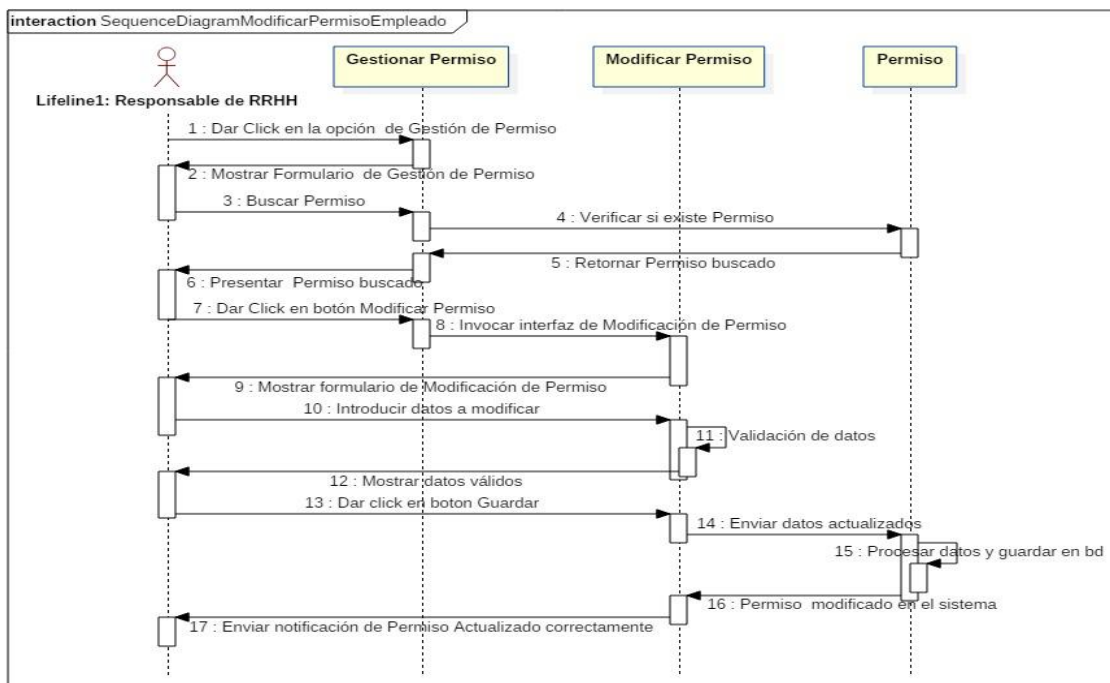 interaction SequenceDiagramModificarPermisoEmpleado
Gestionar Permiso
Modificar Permiso
Permiso
Lifeline1: Responsable de RRHH
1 : Dar Click en la opción de Gestión de Permiso
2 : Mostrar Formulario de Gestión de Permiso
3 : Buscar Permiso
4 : Verificar si existe Permiso
5 : Retornar Permiso buscado
6 : Presentar Permiso buscado
7 : Dar Click en botón Modificar Permiso
8 : Invocar interfaz de Modificación de Permiso
9 : Mostrar formulario de Modificación de Permiso
10 : Introducir datos a modificar
11 : Validación de datos
12 : Mostrar datos válidos
13 : Dar click en boton Guardar
14 : Enviar datos actualizados
15 : Procesar datos y guardar en bd
16 : Permiso modificado en el sistema
17 : Enviar notificación de Permiso Actualizado correctamente